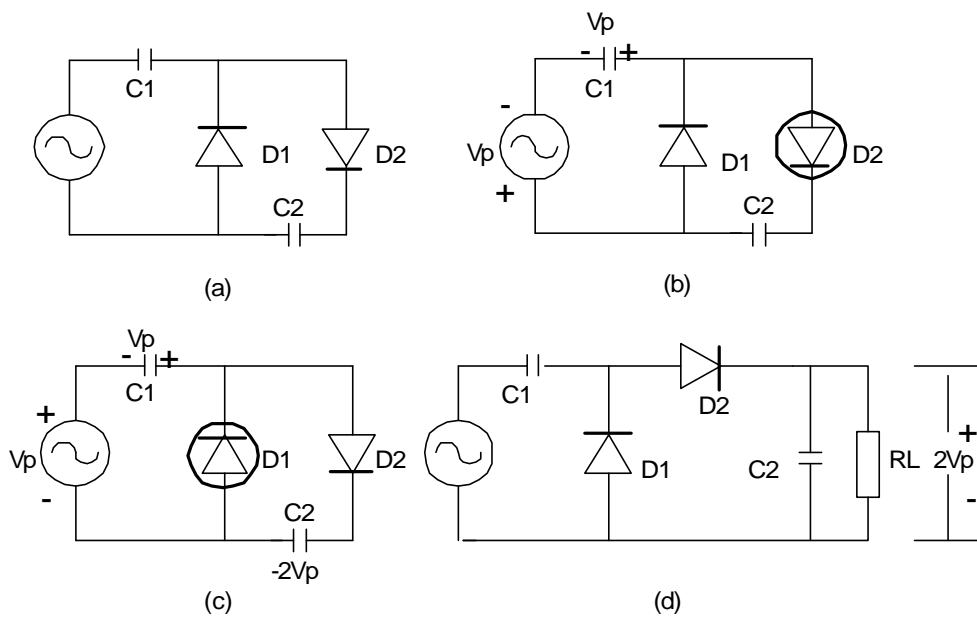 C1
D1
D2
C2
(a)
Vp
- +
C1
-
Vp
+
D1
D2
C2
(b)
Vp
- +
C1
+
Vp
-
D1
D2
C2
-2Vp
(c)
C1
D2
D1
C2
RL
+
2Vp
-
(d)